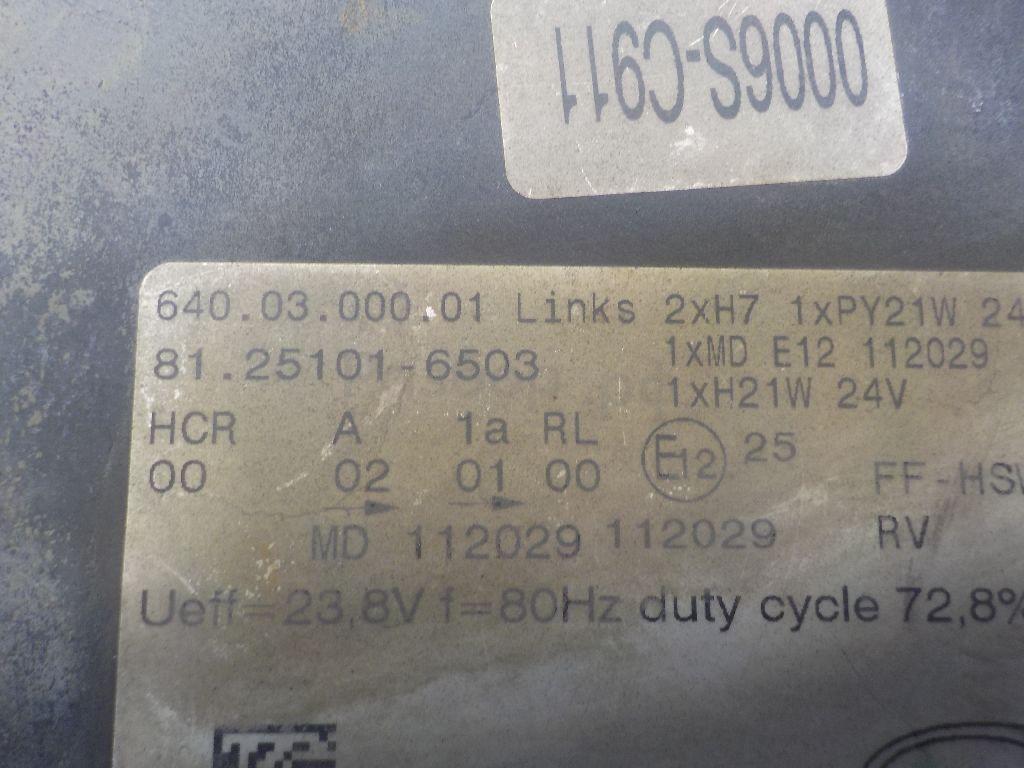 0006S-C911
640.03.000.01 Links 2xH7 1xPY21W 24
81.25101-6503 1xMD E12 112029
1xH21W 24V
HCR A 1a RL
00 02 01 00 E12 25 FF-HSW
MD 112029 112029 RV
Ueff=23,8V f=80Hz duty cycle 72,8%